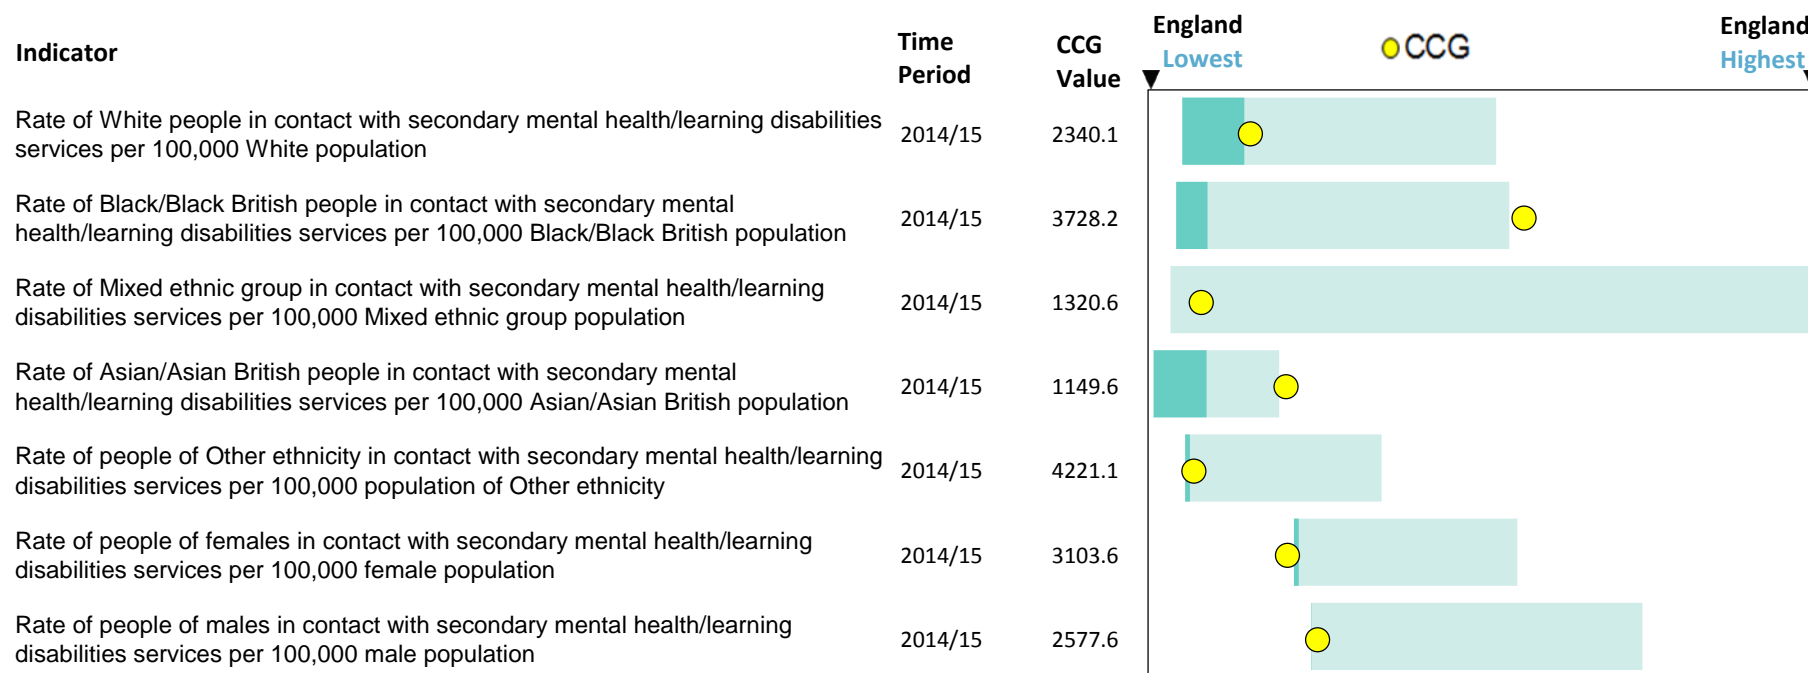 Indicator
Time
Period
CCG
Value
England
Lowest
CCG
England
Highest
Rate of White people in contact with secondary mental health/learning disabilities
services per 100,000 White population
2014/15
2340.1
Rate of Black/Black British people in contact with secondary mental
health/learning disabilities services per 100,000 Black/Black British population
2014/15
3728.2
Rate of Mixed ethnic group in contact with secondary mental health/learning
disabilities services per 100,000 Mixed ethnic group population
2014/15
1320.6
Rate of Asian/Asian British people in contact with secondary mental
health/learning disabilities services per 100,000 Asian/Asian British population
2014/15
1149.6
Rate of people of Other ethnicity in contact with secondary mental health/learning
disabilities services per 100,000 population of Other ethnicity
2014/15
4221.1
Rate of people of females in contact with secondary mental health/learning
disabilities services per 100,000 female population
2014/15
3103.6
Rate of people of males in contact with secondary mental health/learning
disabilities services per 100,000 male population
2014/15
2577.6